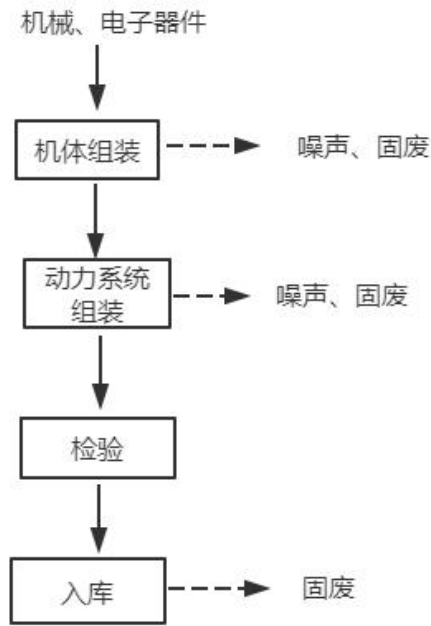 机械、电子器件
机体组装
噪声、固废
动力系统
组装
噪声、固废
检验
入库
固废